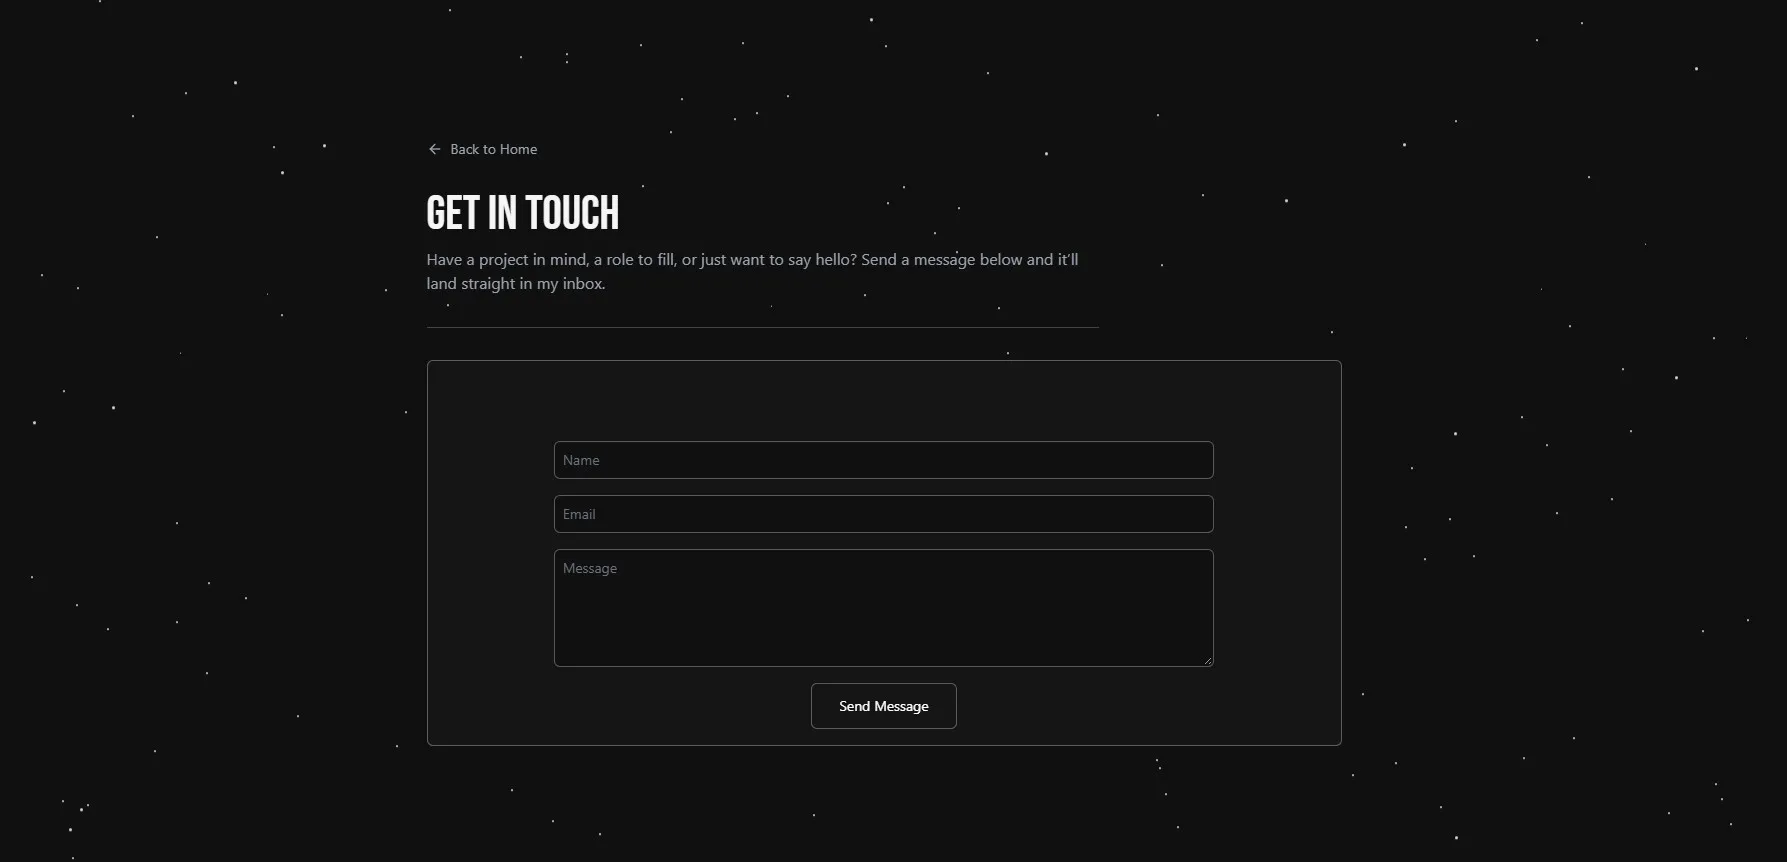 Back to Home
GET IN TOUCH
Have a project in mind, a role to fill, or just want to say hello? Send a message below and it’ll
land straight in my inbox.
Name
Email
Message
Send Message